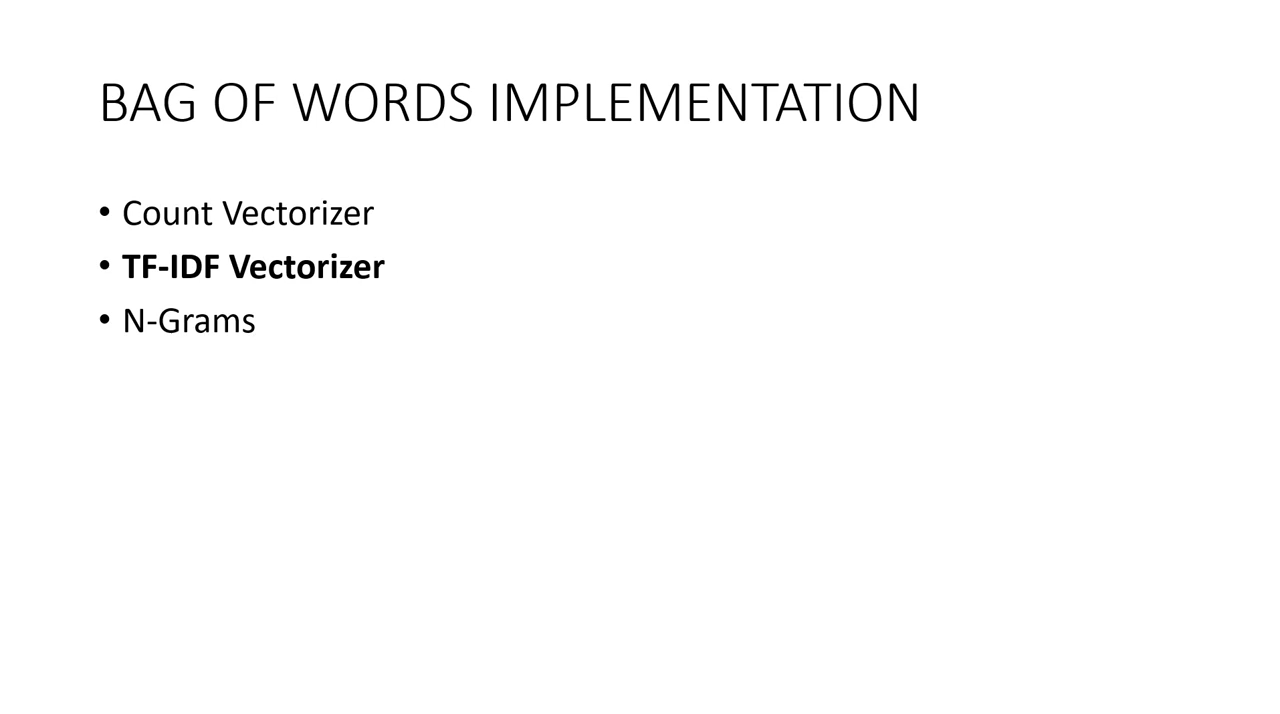 BAG OF WORDS IMPLEMENTATION
• Count Vectorizer
• TF-IDF Vectorizer
• N-Grams